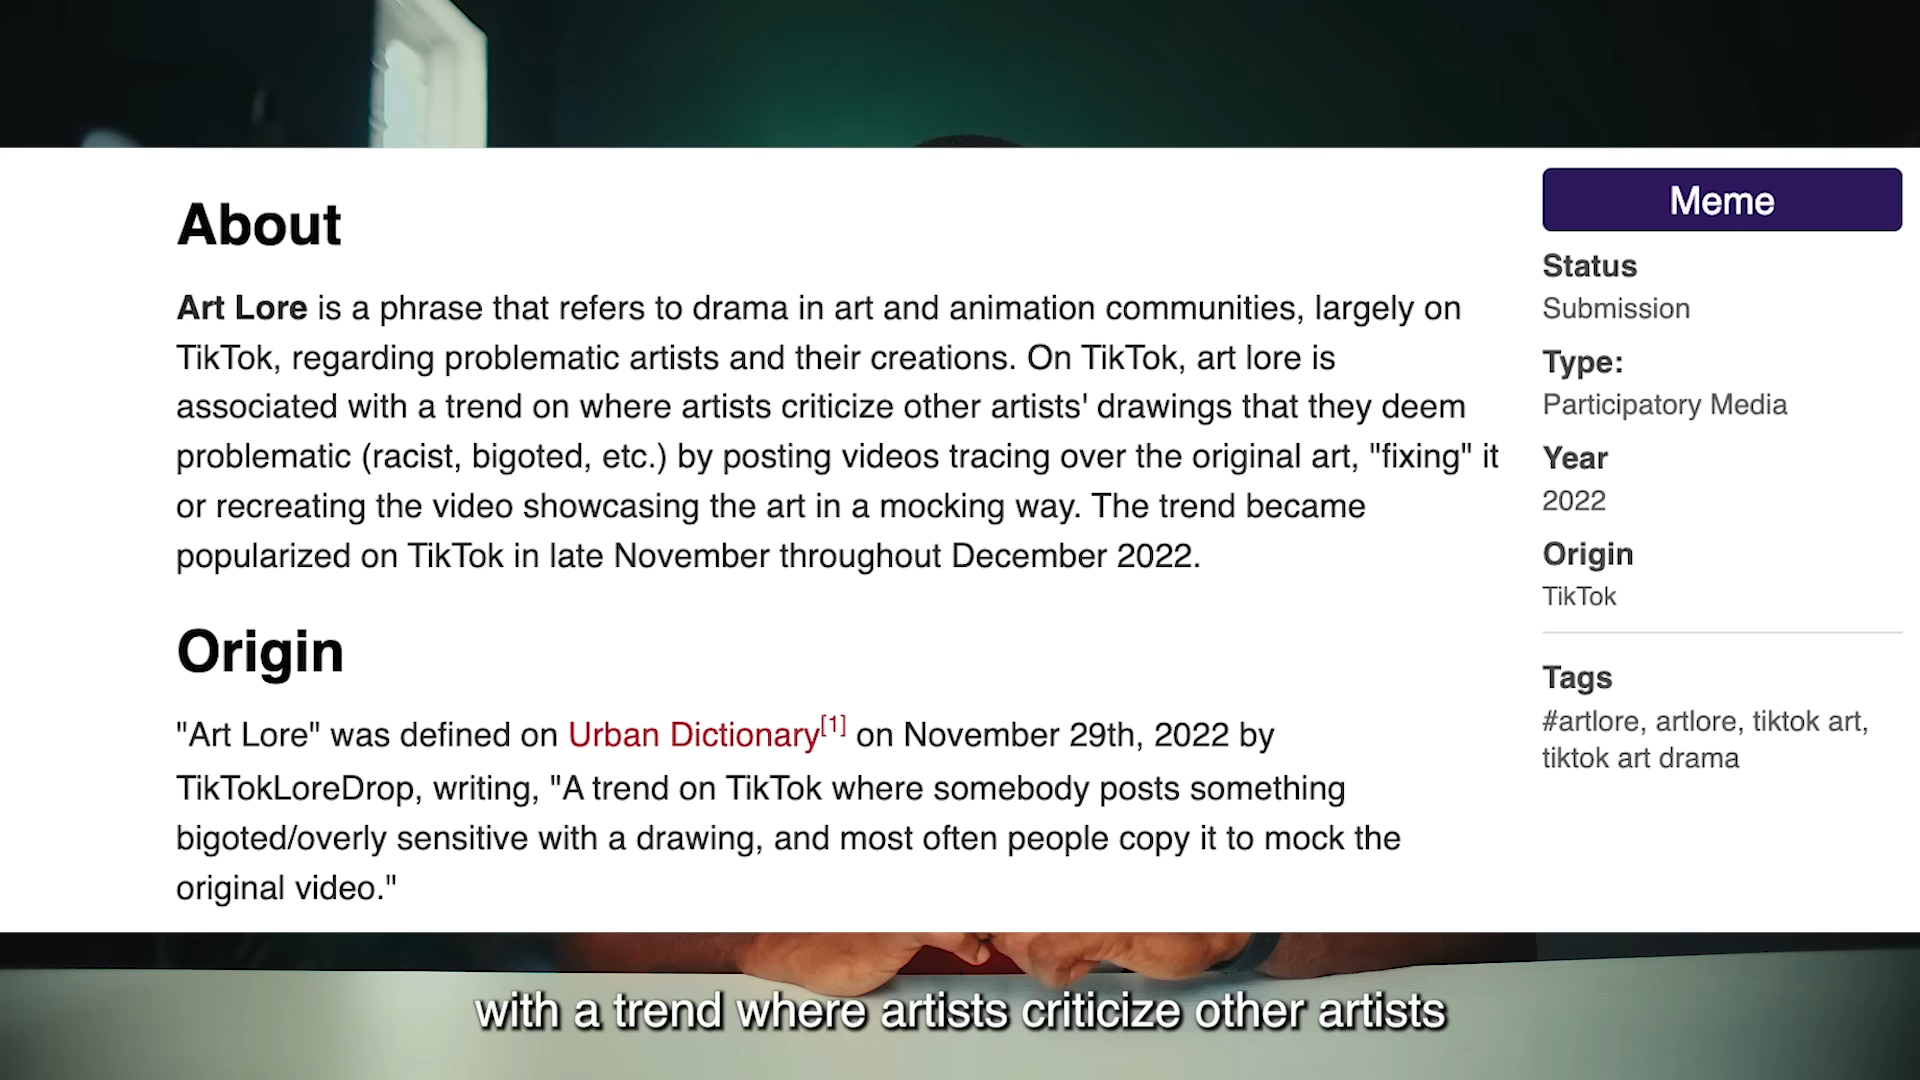 About
Art Lore is a phrase that refers to drama in art and animation communities, largely on
TikTok, regarding problematic artists and their creations. On TikTok, art lore is
associated with a trend on where artists criticize other artists' drawings that they deem
problematic (racist, bigoted, etc.) by posting videos tracing over the original art, "fixing" it
or recreating the video showcasing the art in a mocking way. The trend became
popularized on TikTok in late November throughout December 2022.
Origin
"Art Lore" was defined on Urban Dictionary[1] on November 29th, 2022 by
TikTokLoreDrop, writing, "A trend on TikTok where somebody posts something
bigoted/overly sensitive with a drawing, and most often people copy it to mock the
original video."
Meme
Status
Submission
Type:
Participatory Media
Year
2022
Origin
TikTok
Tags
#artlore, artlore, tiktok art,
tiktok art drama
with a trend where artists criticize other artists